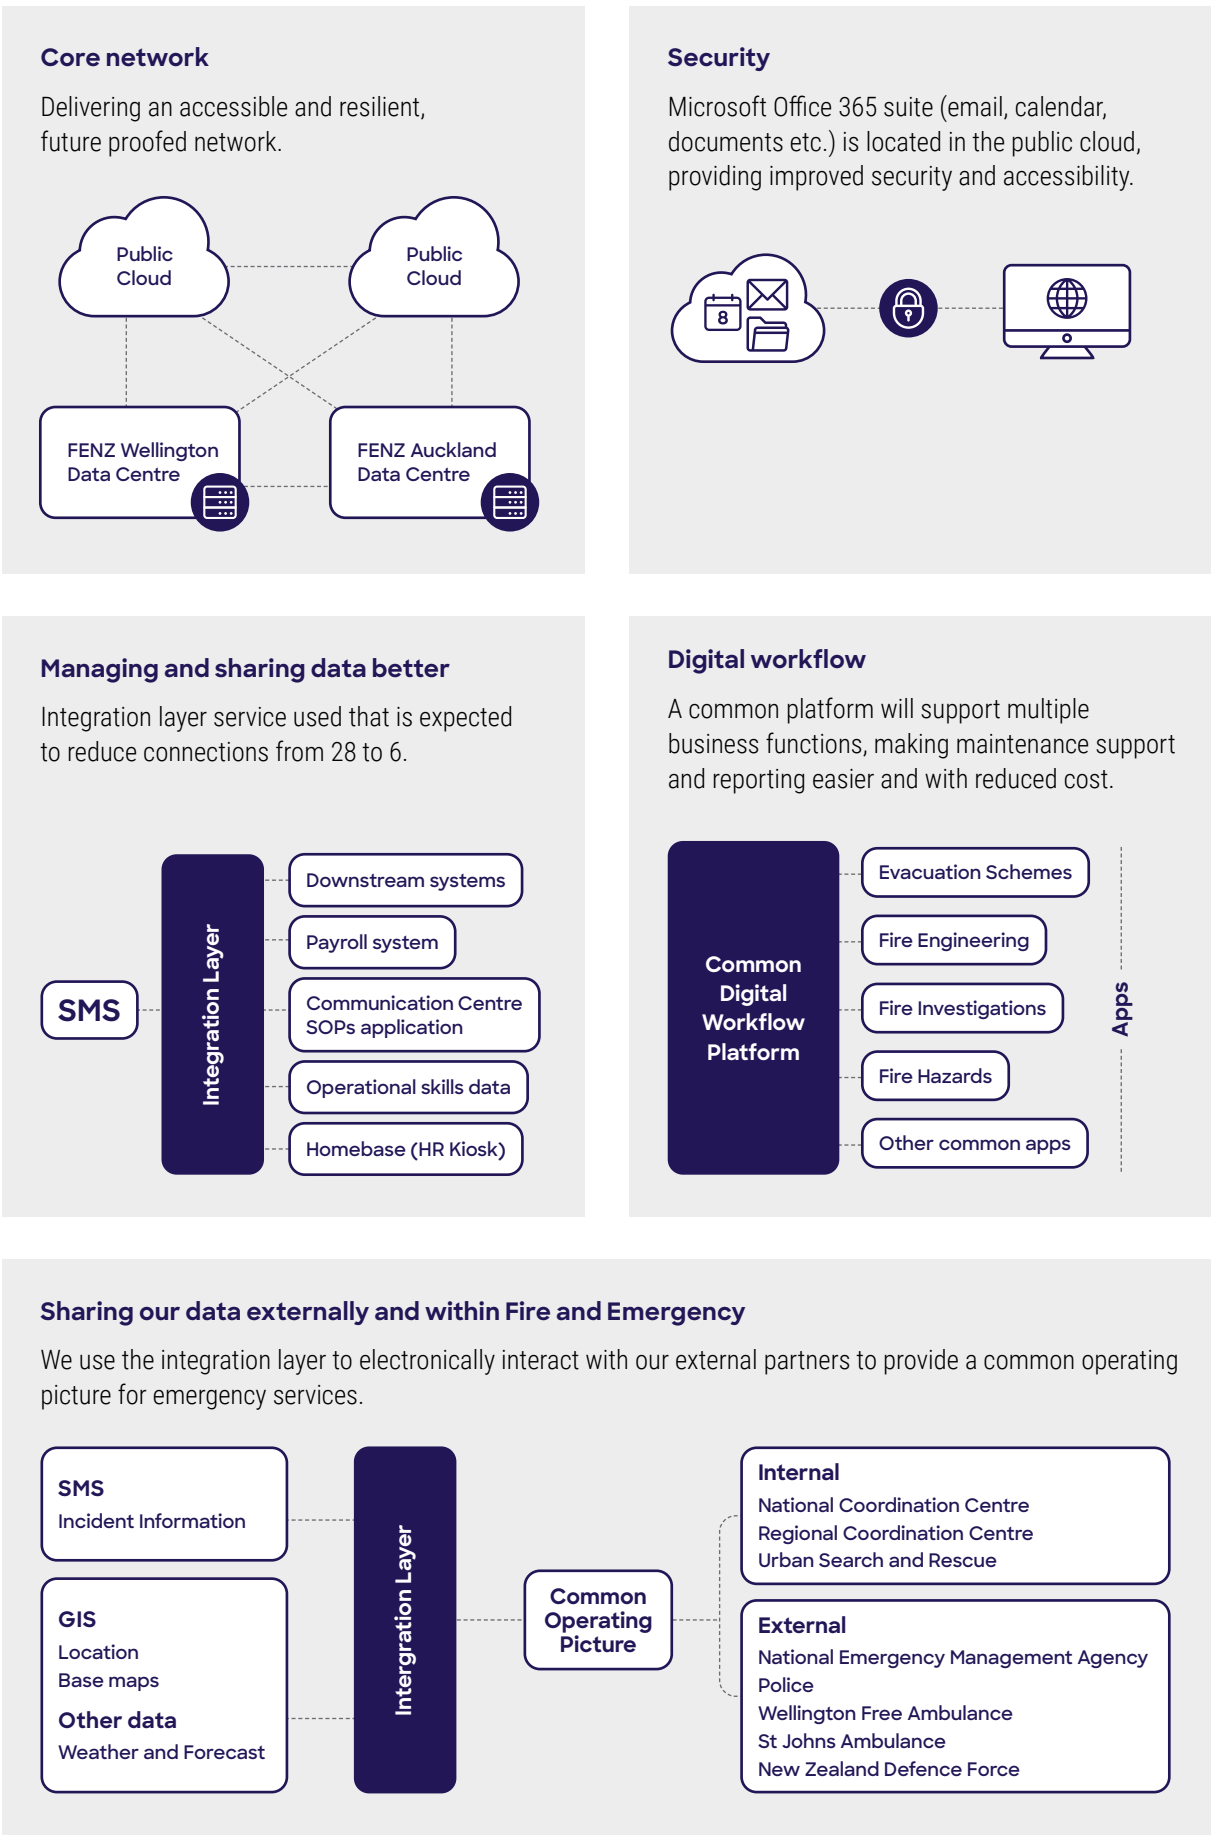 Core network
Delivering an accessible and resilient,
future proofed network.
Public
Cloud
Public
Cloud
FENZ Wellington
Data Centre
FENZ Auckland
Data Centre
Security
Microsoft Office 365 suite (email, calendar,
documents etc.) is located in the public cloud,
providing improved security and accessibility.
8
Managing and sharing data better
Integration layer service used that is expected
to reduce connections from 28 to 6.
SMS
Integration Layer
Downstream systems
Payroll system
Communication Centre
SOPs application
Operational skills data
Homebase (HR Kiosk)
Digital workflow
A common platform will support multiple
business functions, making maintenance support
and reporting easier and with reduced cost.
Common
Digital
Workflow
Platform
Evacuation Schemes
Fire Engineering
Fire Investigations
Fire Hazards
Other common apps
Apps
Sharing our data externally and within Fire and Emergency
We use the integration layer to electronically interact with our external partners to provide a common operating
picture for emergency services.
SMS
Incident Information
GIS
Location
Base maps
Other data
Weather and Forecast
Intergration Layer
Common
Operating
Picture
Internal
National Coordination Centre
Regional Coordination Centre
Urban Search and Rescue
External
National Emergency Management Agency
Police
Wellington Free Ambulance
St Johns Ambulance
New Zealand Defence Force